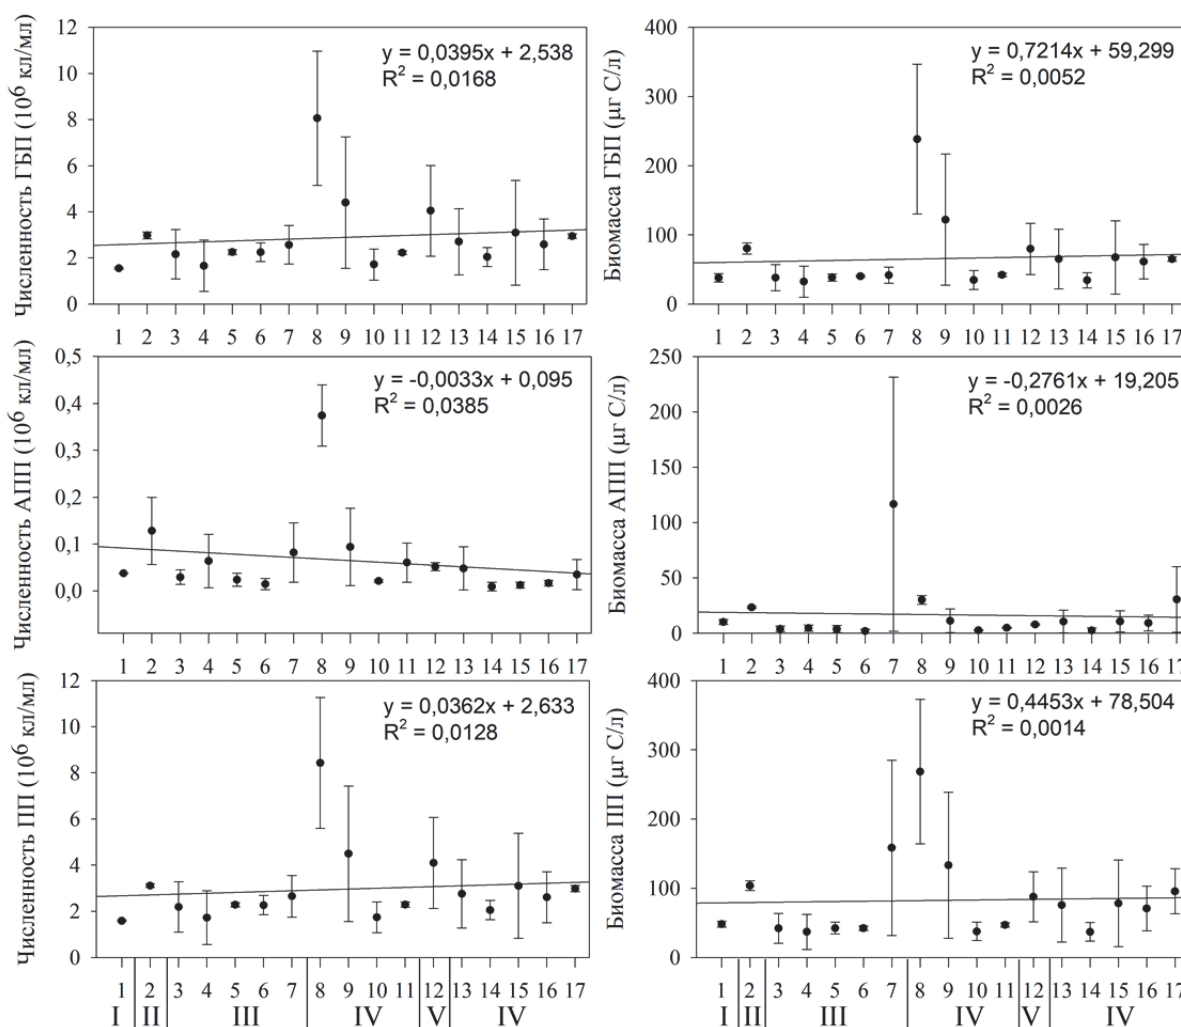 Численность ГБП (10⁶ кл/мл)
12
10
8
6
4
2
0
y = 0,0395x + 2,538
R² = 0,0168
1 2 3 4 5 6 7 8 9 10 11 12 13 14 15 16 17
Биомасса ГБП (µг С/л)
400
300
200
100
0
y = 0,7214x + 59,299
R² = 0,0052
1 2 3 4 5 6 7 8 9 10 11 12 13 14 15 16 17
Численность АПП (10⁶ кл/мл)
0,5
0,4
0,3
0,2
0,1
0,0
y = -0,0033x + 0,095
R² = 0,0385
1 2 3 4 5 6 7 8 9 10 11 12 13 14 15 16 17
Биомасса АПП (µг С/л)
250
200
150
100
50
0
y = -0,2761x + 19,205
R² = 0,0026
1 2 3 4 5 6 7 8 9 10 11 12 13 14 15 16 17
Численность ПП (10⁶ кл/мл)
12
10
8
6
4
2
0
y = 0,0362x + 2,633
R² = 0,0128
1 2 3 4 5 6 7 8 9 10 11 12 13 14 15 16 17
I II III IV V IV
Биомасса ПП (µг С/л)
400
300
200
100
0
y = 0,4453x + 78,504
R² = 0,0014
1 2 3 4 5 6 7 8 9 10 11 12 13 14 15 16 17
I II III IV V IV